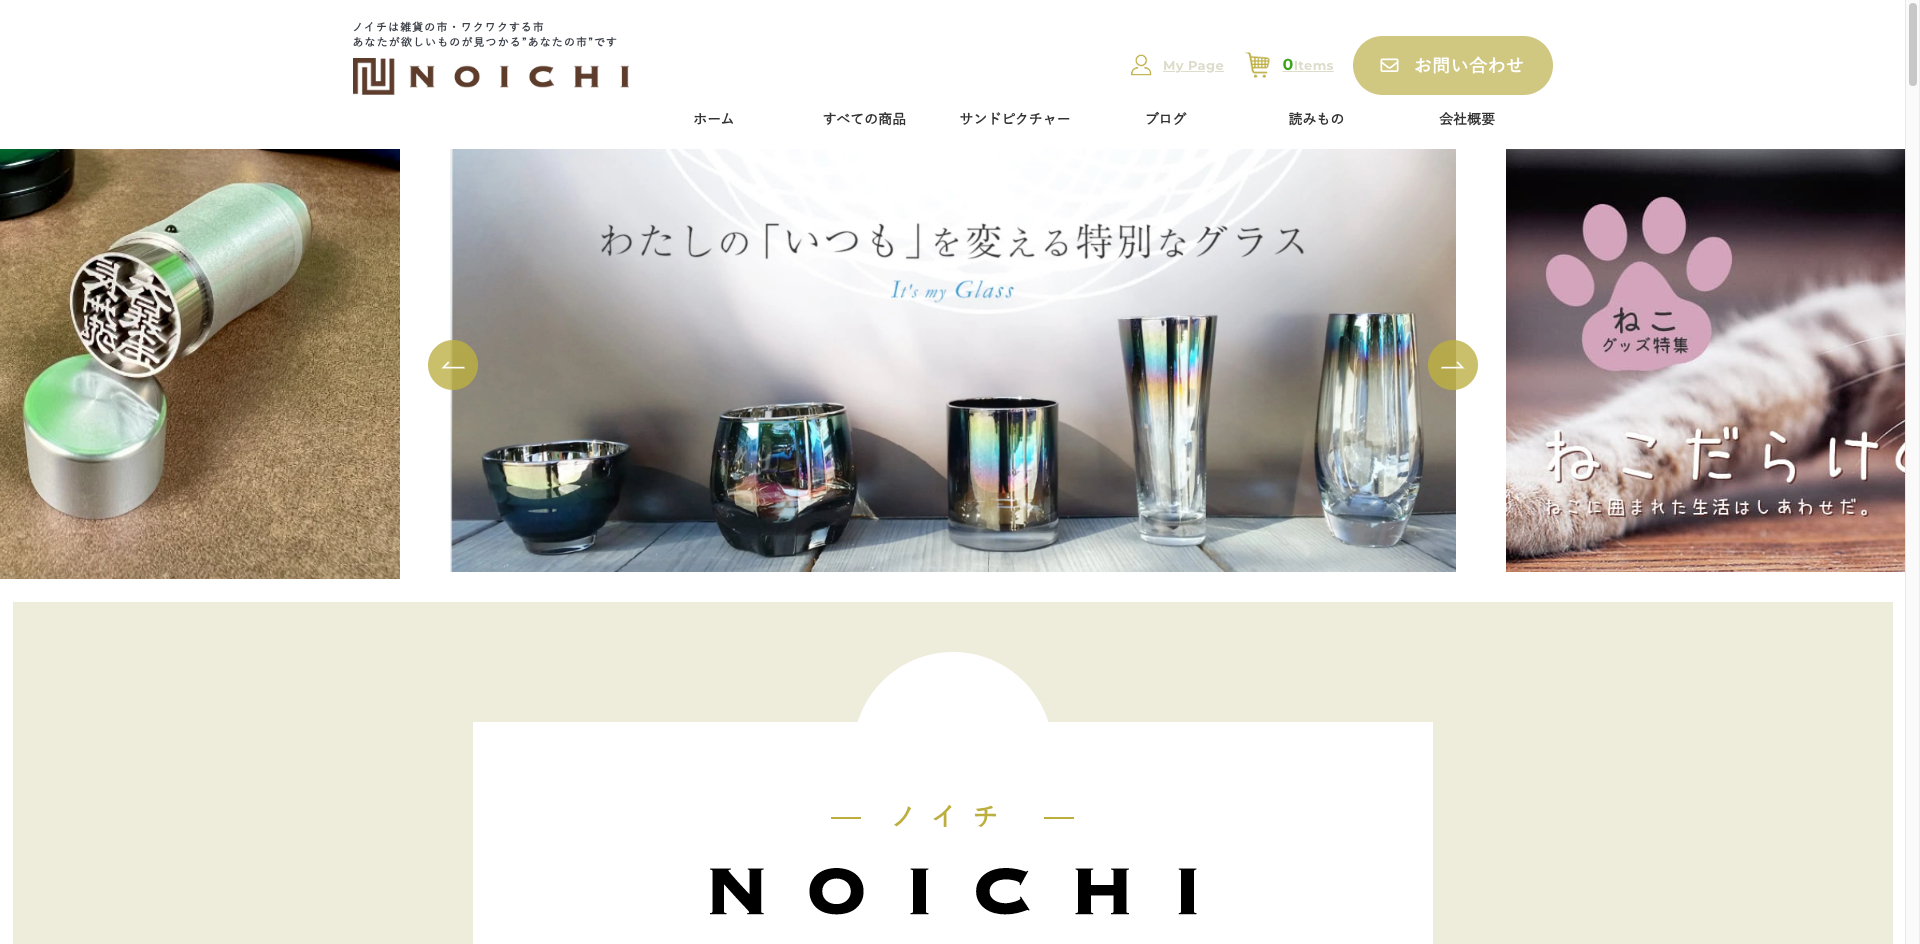 ノイチは雑貨の市・ワクワクする市
あなたが欲しいものが見つかる"あなたの市"です
NOICHI
My Page
0Items
お問い合わせ
ホーム
すべての商品
サンドピクチャー
ブログ
読みもの
会社概要
わたしの「いつも」を変える特別なグラス
It's my Glass
ねこ
グッズ特集
ねこだらけの
ねこに囲まれた生活はしあわせだ。
ノイチ
NOICHI